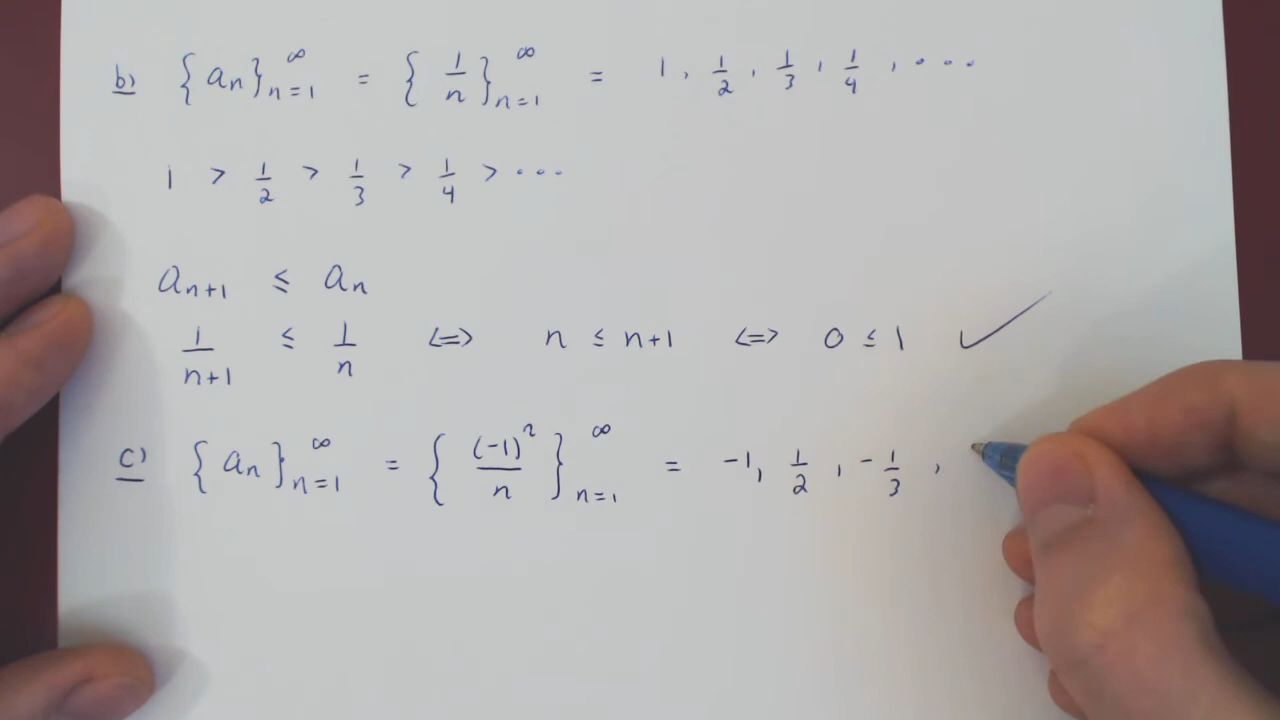 b) {a_n}_{n=1}^∞ = {1/n}_{n=1}^∞ = 1, 1/2, 1/3, 1/4, ...
1 > 1/2 > 1/3 > 1/4 > ...
a_{n+1} ≤ a_n
1/(n+1) ≤ 1/n <=> n ≤ n+1 <=> 0 ≤ 1 ✓
c) {a_n}_{n=1}^∞ = {(-1)^n/n}_{n=1}^∞ = -1, 1/2, -1/3,